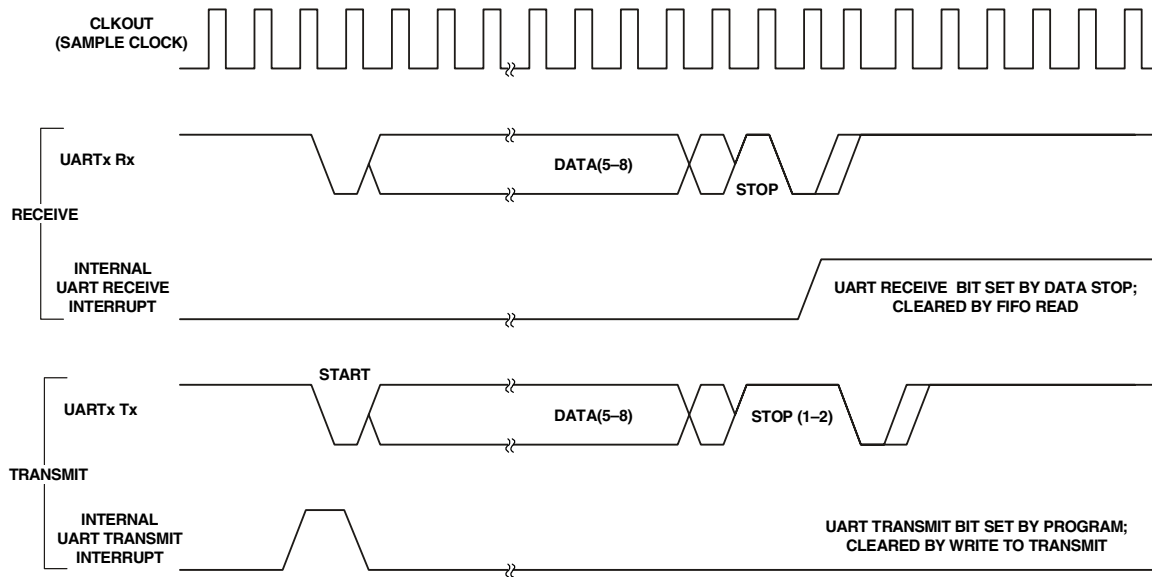 CLKOUT
(SAMPLE CLOCK)
UARTx Rx
DATA(5–8)
STOP
RECEIVE
INTERNAL
UART RECEIVE
INTERRUPT
UART RECEIVE BIT SET BY DATA STOP;
CLEARED BY FIFO READ
START
UARTx Tx
DATA(5–8)
STOP (1–2)
TRANSMIT
INTERNAL
UART TRANSMIT
INTERRUPT
UART TRANSMIT BIT SET BY PROGRAM;
CLEARED BY WRITE TO TRANSMIT